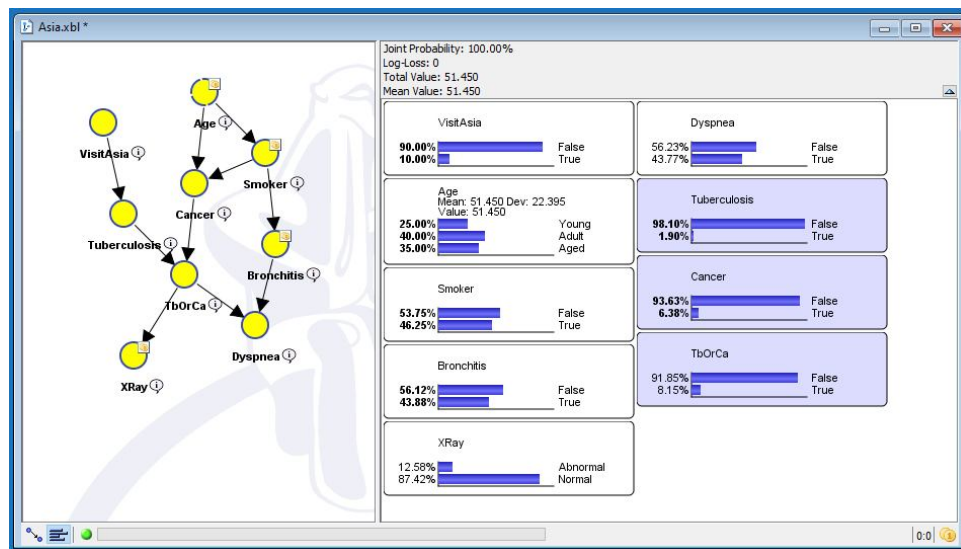 Asia.xbl *
Age
VisitAsia
Smoker
Cancer
Tuberculosis
Bronchitis
TbOrCa
Dyspnea
XRay
Joint Probability: 100.00%
Log-Loss: 0
Total Value: 51.450
Mean Value: 51.450
VisitAsia
90.00% False
10.00% True
Age
Mean: 51.450 Dev: 22.395
Value: 51.450
25.00% Young
40.00% Adult
35.00% Aged
Smoker
53.75% False
46.25% True
Bronchitis
56.12% False
43.88% True
XRay
12.58% Abnormal
87.42% Normal
Dyspnea
56.23% False
43.77% True
Tuberculosis
98.10% False
1.90% True
Cancer
93.63% False
6.38% True
TbOrCa
91.85% False
8.15% True
0:0